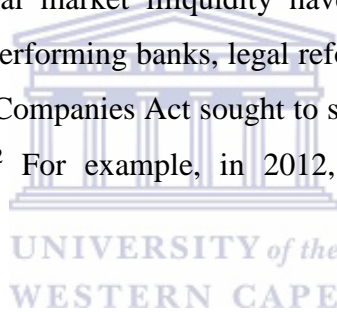 al market illiquidity have
erforming banks, legal refo
Companies Act sought to s
2 For example, in 2012,
UNIVERSITY of the
WESTERN CAPE